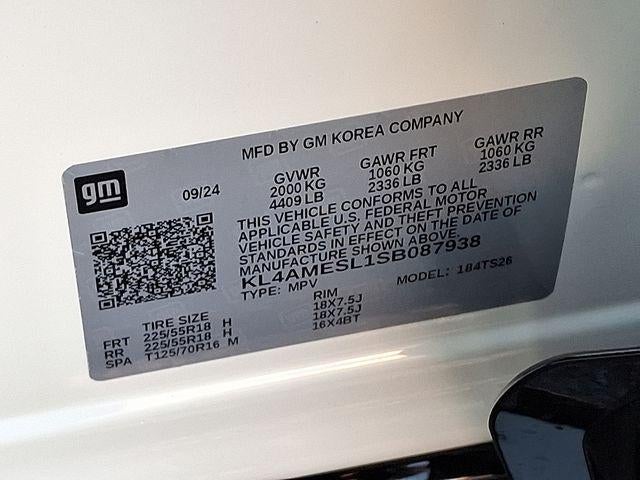 gm
MFD BY GM KOREA COMPANY
09/24
GVWR GAWR FRT GAWR RR
2000 KG 1060 KG 1060 KG
4409 LB 2336 LB 2336 LB
THIS VEHICLE CONFORMS TO ALL
APPLICABLE U.S. FEDERAL MOTOR
VEHICLE SAFETY AND THEFT PREVENTION
STANDARDS IN EFFECT ON THE DATE OF
MANUFACTURE SHOWN ABOVE.
KL4AMESL1SB087938
TYPE: MPV MODEL: 184TS26
TIRE SIZE RIM
FRT 225/55R18 H 18X7.5J
RR 225/55R18 H 18X7.5J
SPA T125/70R16 M 16X4BT